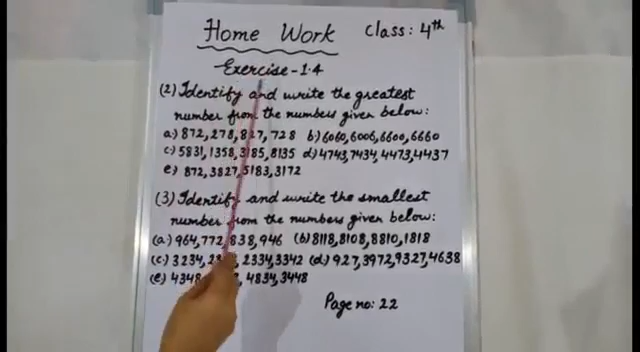 Home Work Class: 4th
Exercise-1.4
(2) Identify and write the greatest
number from the numbers given below:
a:) 872, 278, 827, 728 b:) 6060, 6006, 6600, 6660
c:) 5831, 1358, 3185, 8135 d:) 4743, 7434, 4473, 4437
e:) 872, 3827, 5183, 3172
(3) Identify and write the smallest
number from the numbers given below:
(a:) 964, 772, 838, 946 (b:) 8118, 8108, 8810, 1818
(c:) 3234, 2334, 3342 (d:) 927, 3972, 9327, 4638
(e:) 4834, 3448
Page no: 22